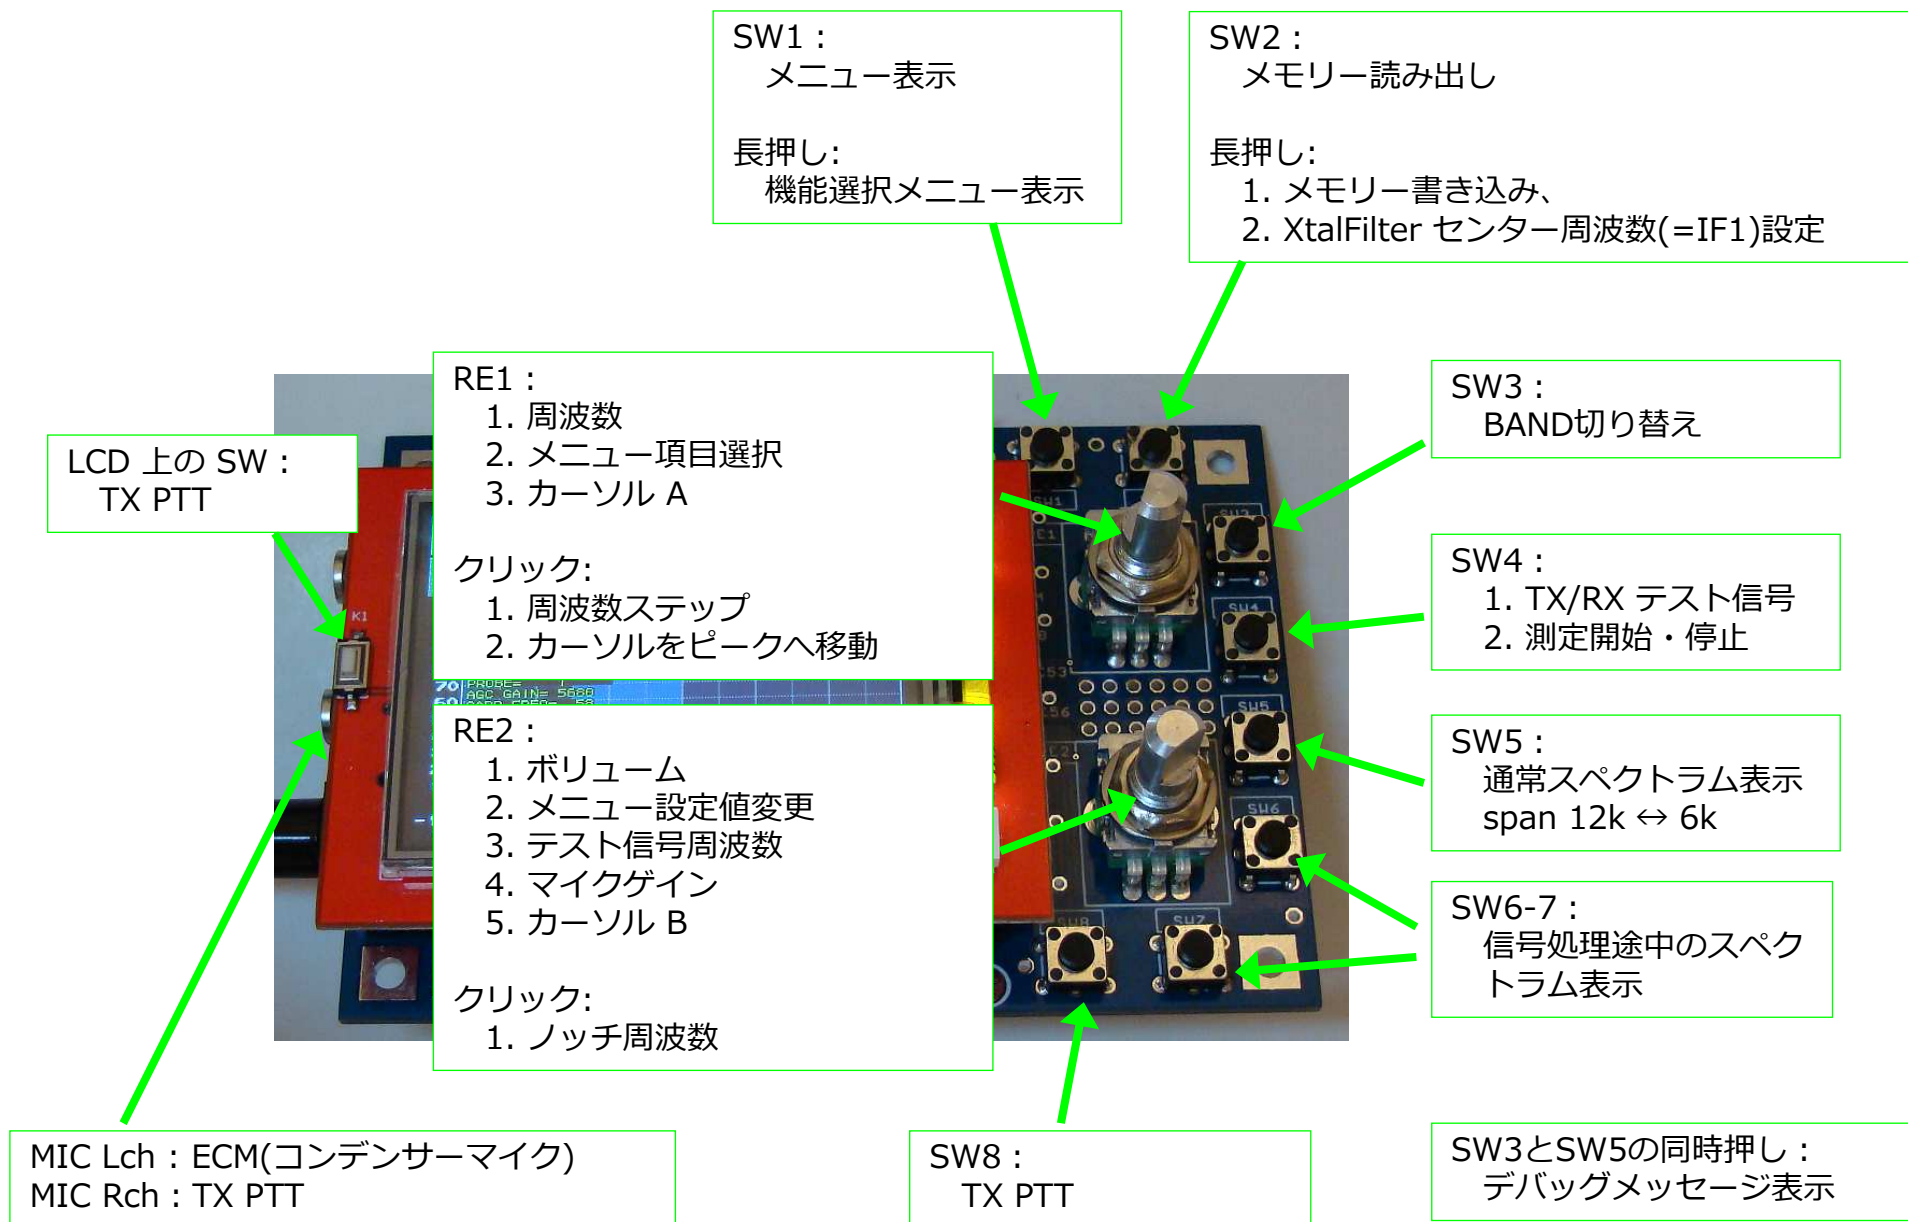 SW1：
メニュー表示
長押し:
機能選択メニュー表示
SW2：
メモリー読み出し
長押し:
1. メモリー書き込み、
2. XtalFilter センター周波数(=IF1)設定
RE1：
1. 周波数
2. メニュー項目選択
3. カーソル A
クリック:
1. 周波数ステップ
2. カーソルをピークへ移動
SW3：
BAND切り替え
LCD 上の SW：
TX PTT
SW4：
1. TX/RX テスト信号
2. 測定開始・停止
K1
SW1
SW4
SW5
SW6
SW7
SW8
70
AGC GAIN= 5680
RE2：
1. ボリューム
2. メニュー設定値変更
3. テスト信号周波数
4. マイクゲイン
5. カーソル B
クリック:
1. ノッチ周波数
SW5：
通常スペクトラム表示
span 12k ↔ 6k
SW6-7：
信号処理途中のスペク
トラム表示
MIC Lch：ECM(コンデンサーマイク)
MIC Rch：TX PTT
SW8：
TX PTT
SW3とSW5の同時押し：
デバッグメッセージ表示